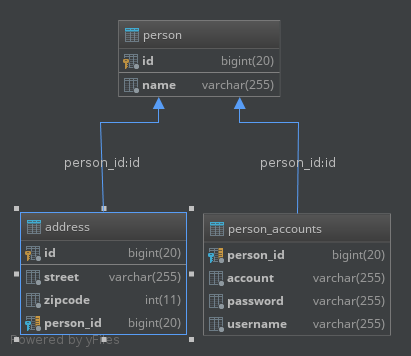 person
id bigint(20)
name varchar(255)
person_id:id person_id:id
address
id bigint(20)
street varchar(255)
zipcode int(11)
person_id bigint(20)
person_accounts
person_id bigint(20)
account varchar(255)
password varchar(255)
username varchar(255)
Powered by yFiles